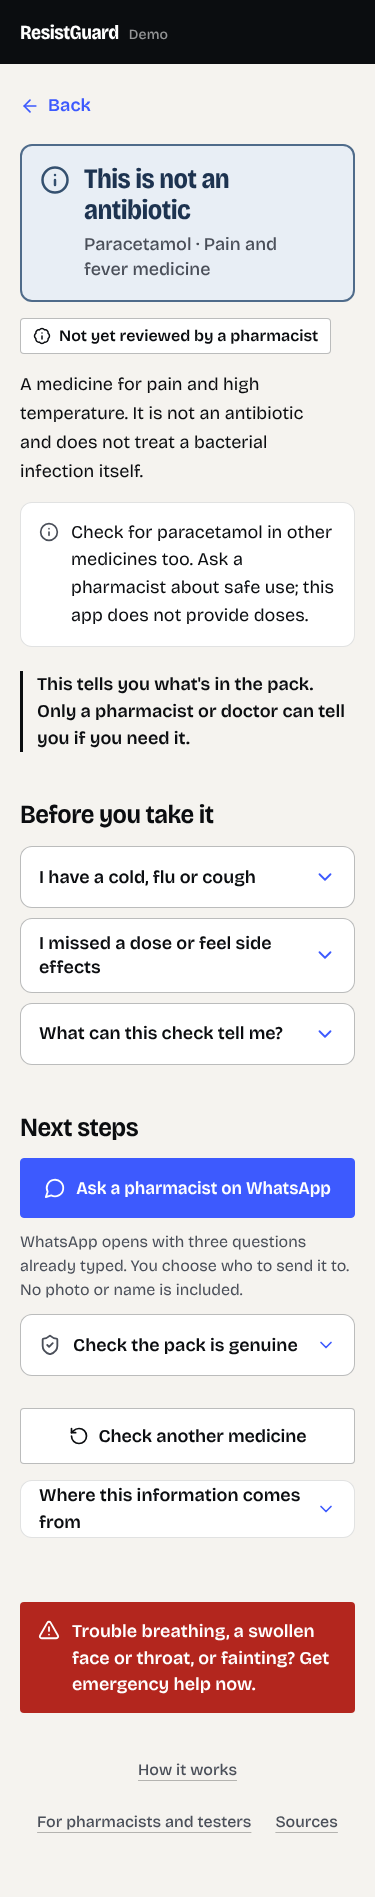 ResistGuard Demo
Back
This is not an
antibiotic
Paracetamol · Pain and
fever medicine
Not yet reviewed by a pharmacist
A medicine for pain and high
temperature. It is not an antibiotic
and does not treat a bacterial
infection itself.
Check for paracetamol in other
medicines too. Ask a
pharmacist about safe use; this
app does not provide doses.
This tells you what's in the pack.
Only a pharmacist or doctor can tell
you if you need it.
Before you take it
I have a cold, flu or cough
I missed a dose or feel side
effects
What can this check tell me?
Next steps
Ask a pharmacist on WhatsApp
WhatsApp opens with three questions
already typed. You choose who to send it to.
No photo or name is included.
Check the pack is genuine
Check another medicine
Where this information comes
from
Trouble breathing, a swollen
face or throat, or fainting? Get
emergency help now.
How it works
For pharmacists and testers Sources